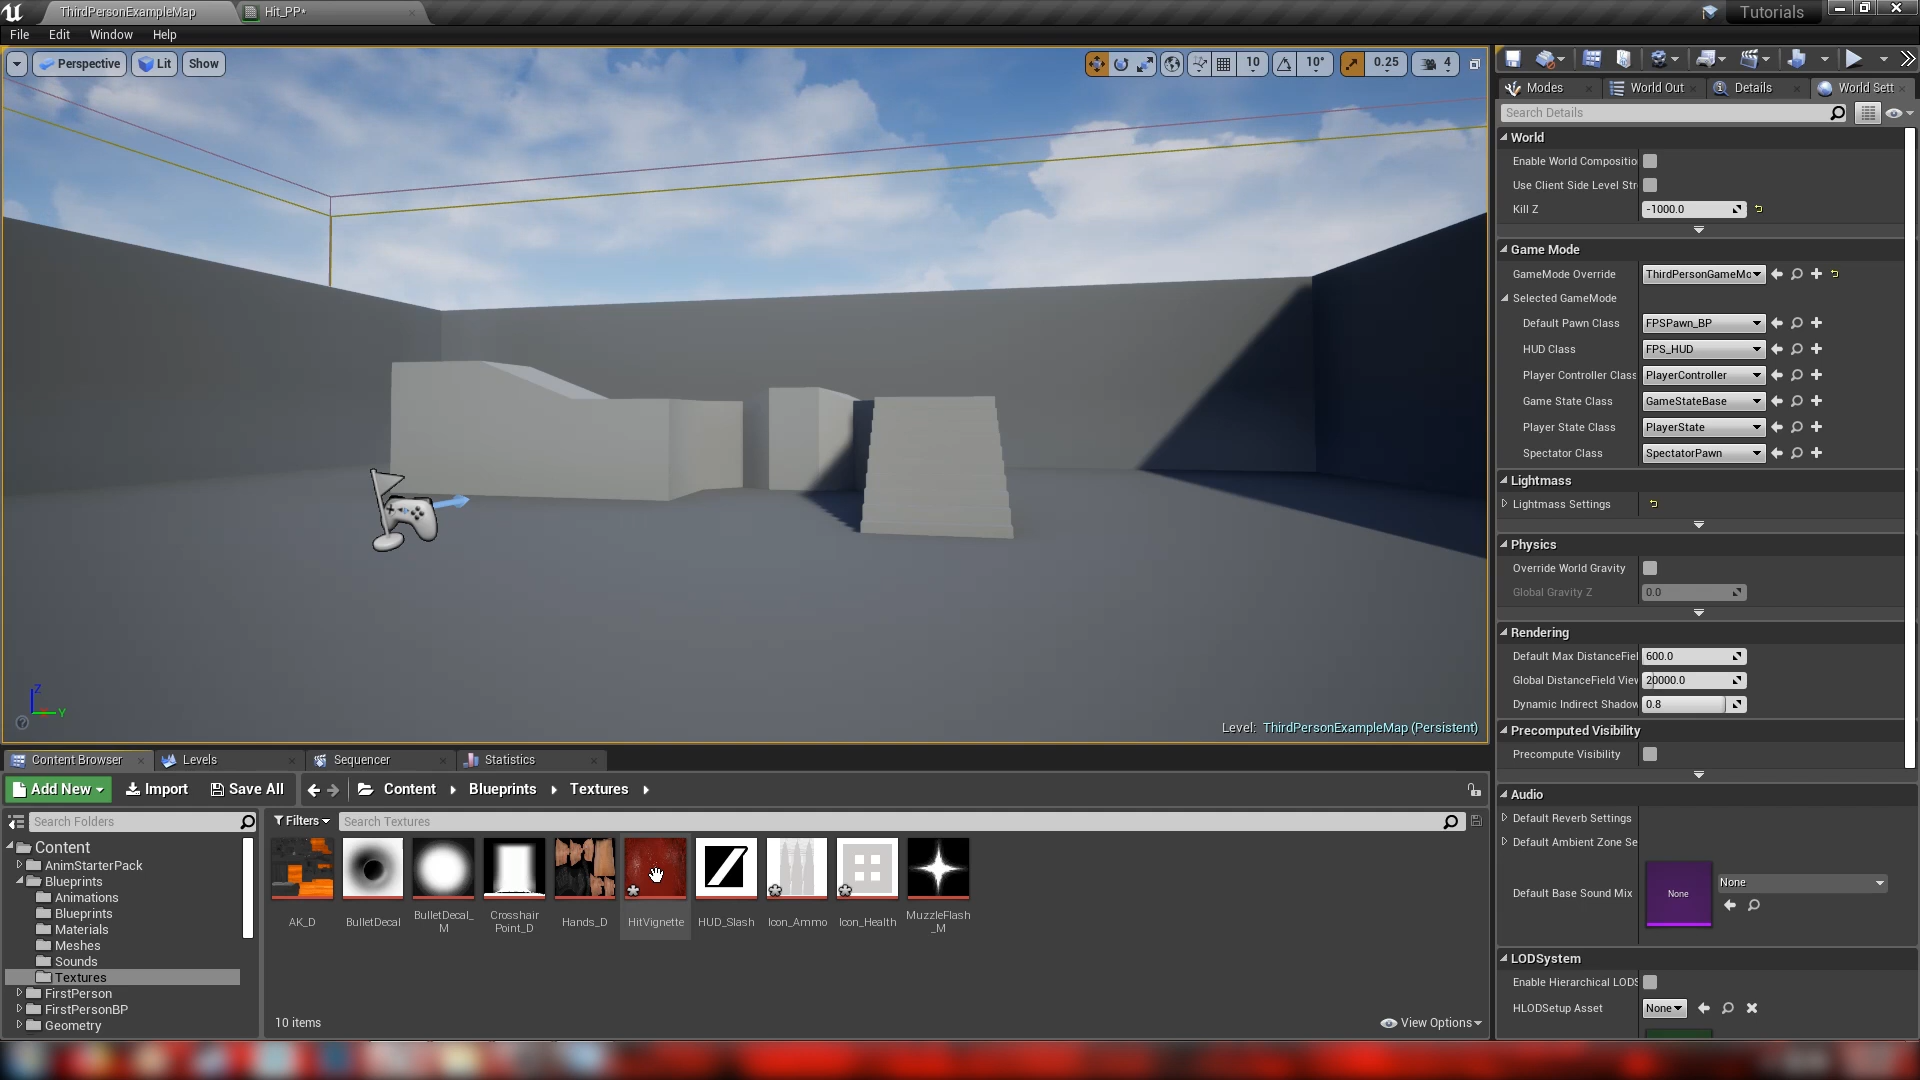 ThirdPersonExampleMap
Hit_PP*
Tutorials
File Edit Window Help
Perspective Lit Show
10 10° 0.25 4
Level: ThirdPersonExampleMap (Persistent)
Modes World Out Details World Sett
Search Details
World
Enable World Compositio
Use Client Side Level Str
Kill Z -1000.0
Game Mode
GameMode Override ThirdPersonGameMo
Selected GameMode
Default Pawn Class FPSPawn_BP
HUD Class FPS_HUD
Player Controller Class PlayerController
Game State Class GameStateBase
Player State Class PlayerState
Spectator Class SpectatorPawn
Lightmass
Lightmass Settings
Physics
Override World Gravity
Global Gravity Z 0.0
Rendering
Default Max DistanceFiel 600.0
Global DistanceField View 20000.0
Dynamic Indirect Shadow 0.8
Precomputed Visibility
Precompute Visibility
Audio
Default Reverb Settings
Default Ambient Zone Se
Default Base Sound Mix None None
LODSystem
Enable Hierarchical LODS
HLODSetup Asset None
Content Browser Levels Sequencer Statistics
Add New Import Save All Content Blueprints Textures
Search Folders
Content
AnimStarterPack
Blueprints
Animations
Blueprints
Materials
Meshes
Sounds
Textures
FirstPerson
FirstPersonBP
Geometry
Filters Search Textures
AK_D
BulletDecal
BulletDecal_
M
Crosshair
Point_D
Hands_D
HitVignette
HUD_Slash
Icon_Ammo
Icon_Health
MuzzleFlash
_M
10 items
View Options
Z
Y